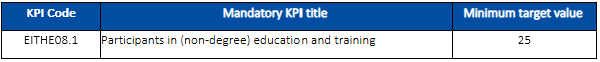 KPI Code Mandatory KPI title Minimum target value
EITHE08.1 Participants in (non-degree) education and training 25